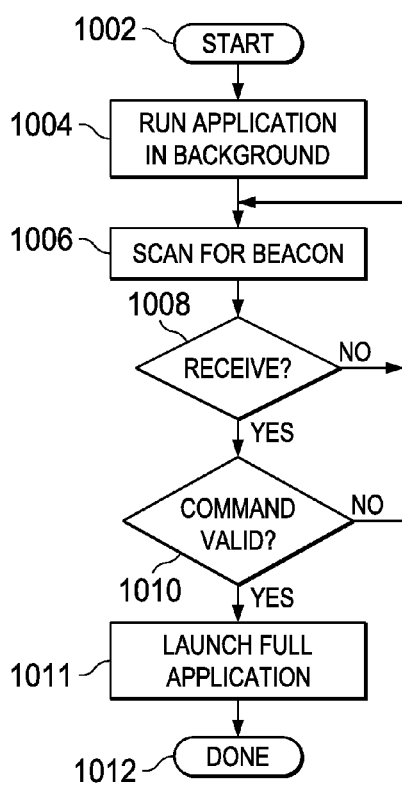 1002
START
1004
RUN APPLICATION
IN BACKGROUND
1006
SCAN FOR BEACON
1008
RECEIVE?
NO
YES
COMMAND
VALID?
NO
1010
YES
1011
LAUNCH FULL
APPLICATION
1012
DONE